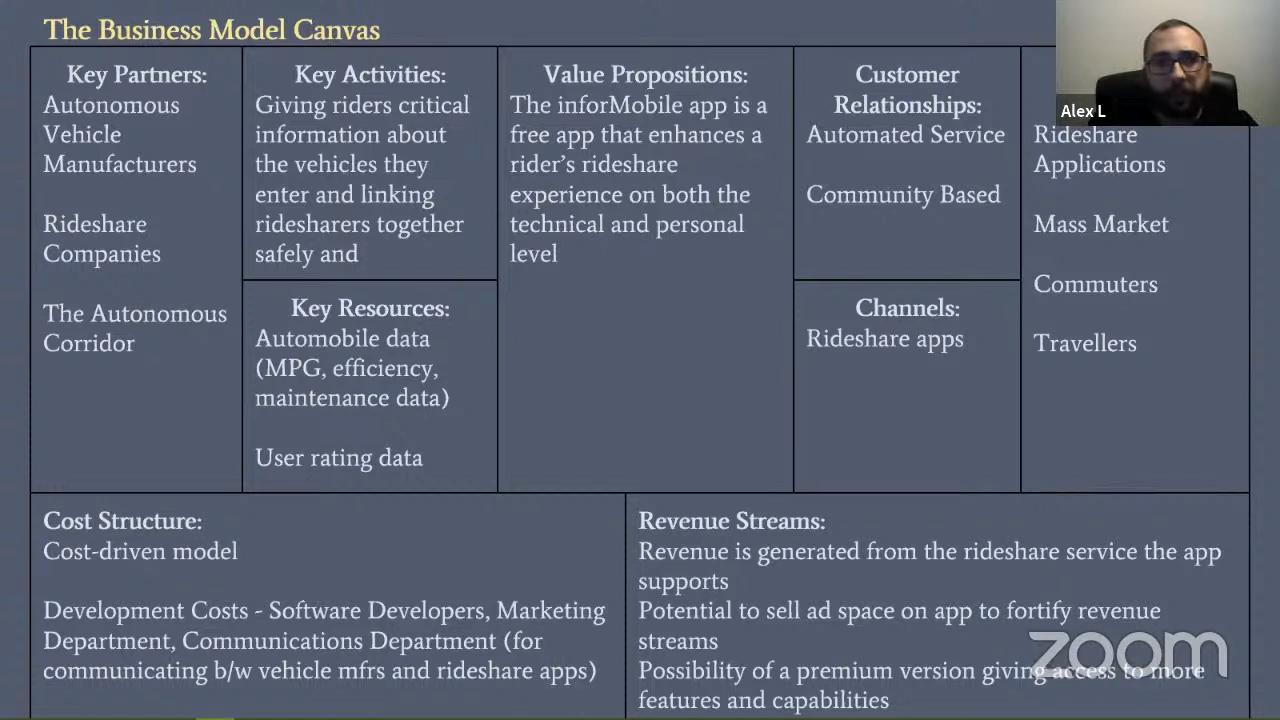 The Business Model Canvas
Key Partners:
Autonomous
Vehicle
Manufacturers
Rideshare
Companies
The Autonomous
Corridor
Key Activities:
Giving riders critical
information about
the vehicles they
enter and linking
ridesharers together
safely and
Key Resources:
Automobile data
(MPG, efficiency,
maintenance data)
User rating data
Value Propositions:
The inforMobile app is a
free app that enhances a
rider's rideshare
experience on both the
technical and personal
level
Customer
Relationships:
Automated Service
Community Based
Channels:
Rideshare apps
Alex L
Rideshare
Applications
Mass Market
Commuters
Travellers
Cost Structure:
Cost-driven model
Development Costs - Software Developers, Marketing
Department, Communications Department (for
communicating b/w vehicle mfrs and rideshare apps)
Revenue Streams:
Revenue is generated from the rideshare service the app
supports
Potential to sell ad space on app to fortify revenue
streams
Possibility of a premium version giving access to more
features and capabilities
zoom